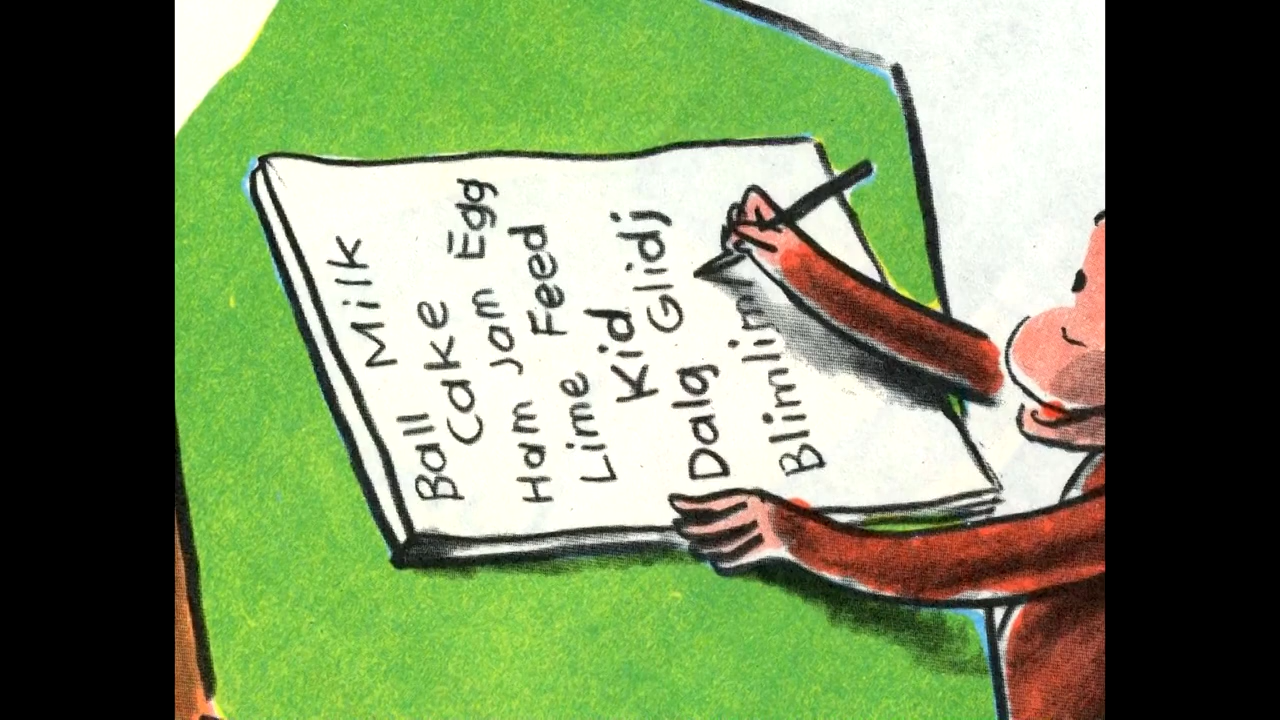 Milk
Ball Cake Egg
Ham Jam Feed
Lime Kid Glidj
Dalg
Blimlim